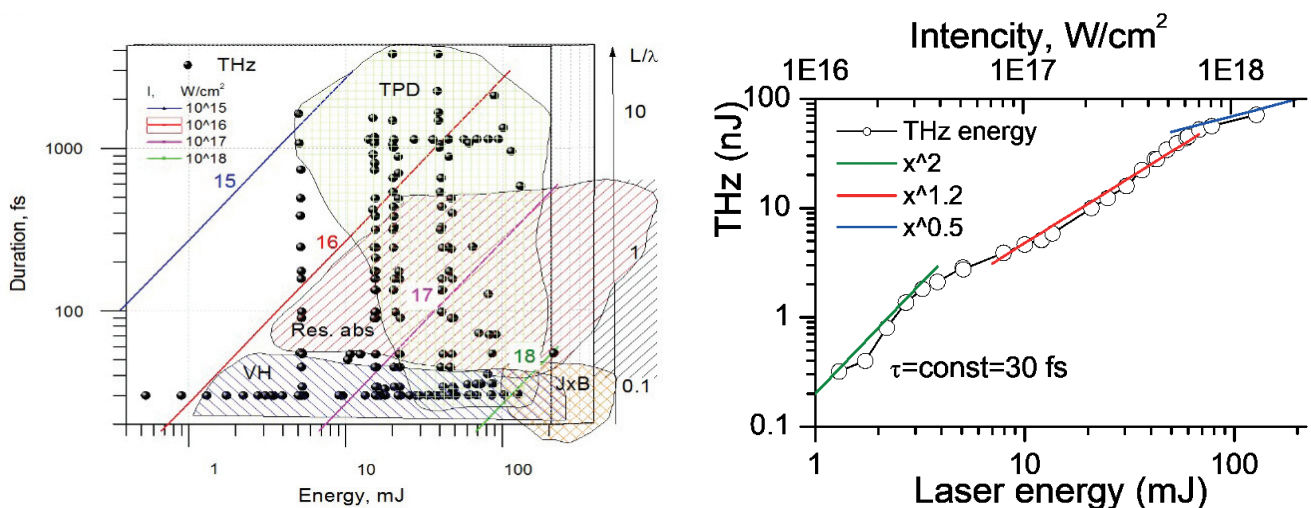 THz
I, W/cm²
10^15
10^16
10^17
10^18
TPD
L/λ
10
1
0.1
15
16
17
18
Res. abs
VH
JxB
1000
100
Duration, fs
1
10
100
Energy, mJ
Intencity, W/cm²
1E16 1E17 1E18
100
10
1
0.1
THz (nJ)
THz energy
x^2
x^1.2
x^0.5
τ=const=30 fs
1 10 100
Laser energy (mJ)